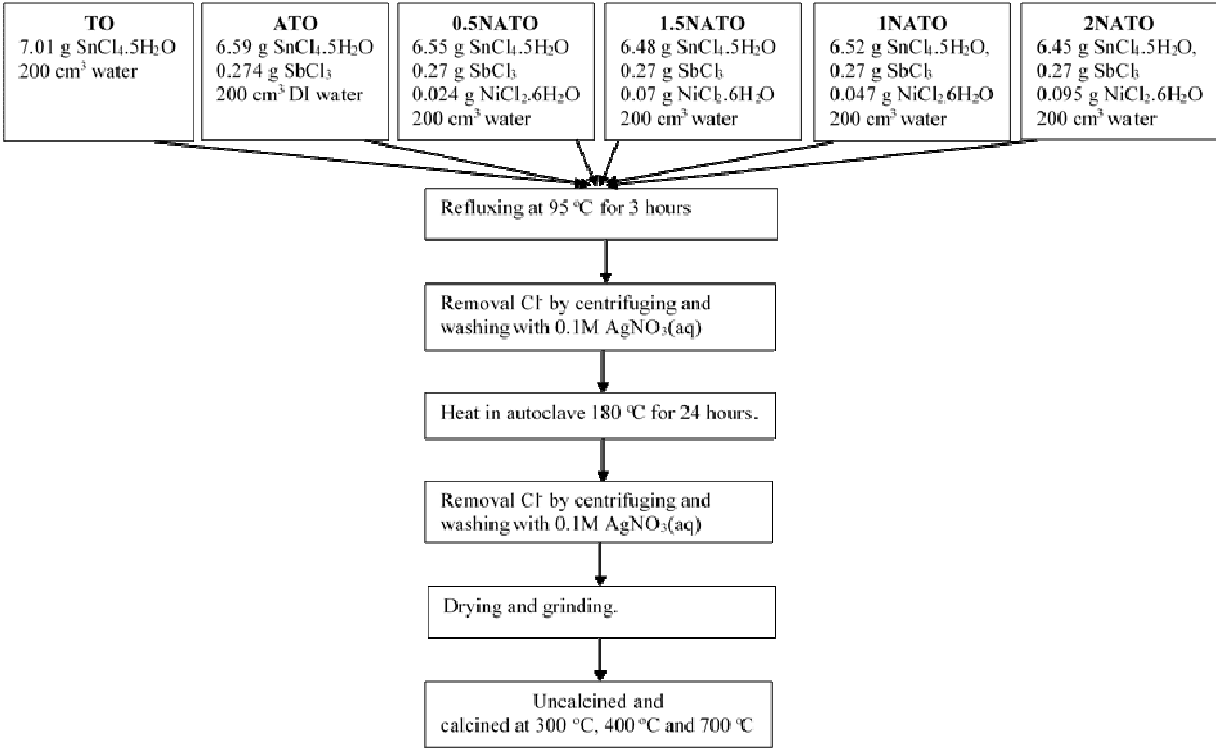 TO
7.01 g SnCl₄.5H₂O
200 cm³ water
ATO
6.59 g SnCl₄.5H₂O
0.274 g SbCl₃
200 cm³ DI water
0.5NATO
6.55 g SnCl₄.5H₂O
0.27 g SbCl₃
0.024 g NiCl₂.6H₂O
200 cm³ water
1.5NATO
6.48 g SnCl₄.5H₂O
0.27 g SbCl₃
0.07 g NiCl₂.6H₂O
200 cm³ water
1NATO
6.52 g SnCl₄.5H₂O,
0.27 g SbCl₃
0.047 g NiCl₂.6H₂O
200 cm³ water
2NATO
6.45 g SnCl₄.5H₂O,
0.27 g SbCl₃
0.095 g NiCl₂.6H₂O
200 cm³ water
Refluxing at 95 °C for 3 hours
Removal Cl⁻ by centrifuging and
washing with 0.1M AgNO₃(aq)
Heat in autoclave 180 °C for 24 hours.
Removal Cl⁻ by centrifuging and
washing with 0.1M AgNO₃(aq)
Drying and grinding.
Uncalcined and
calcined at 300 °C, 400 °C and 700 °C